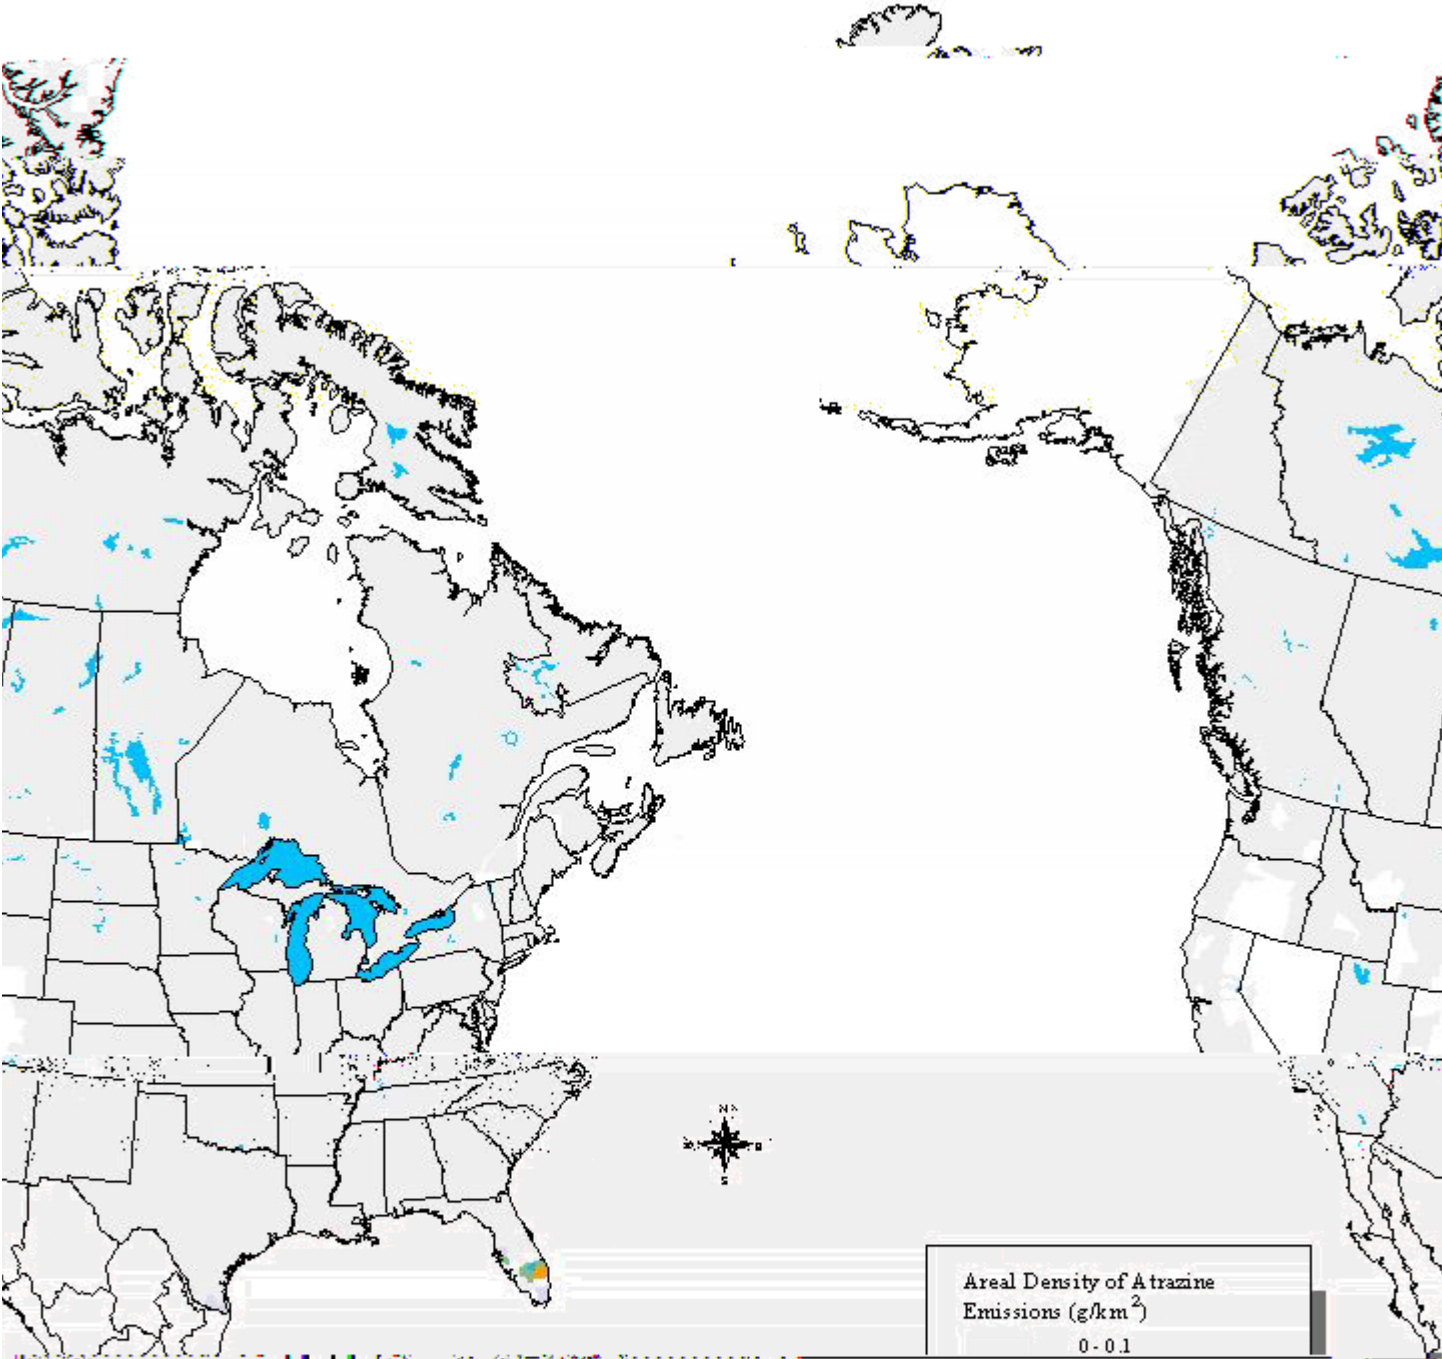 N
S
Areal Density of Atrazine
Emissions (g/km²)
0 - 0.1